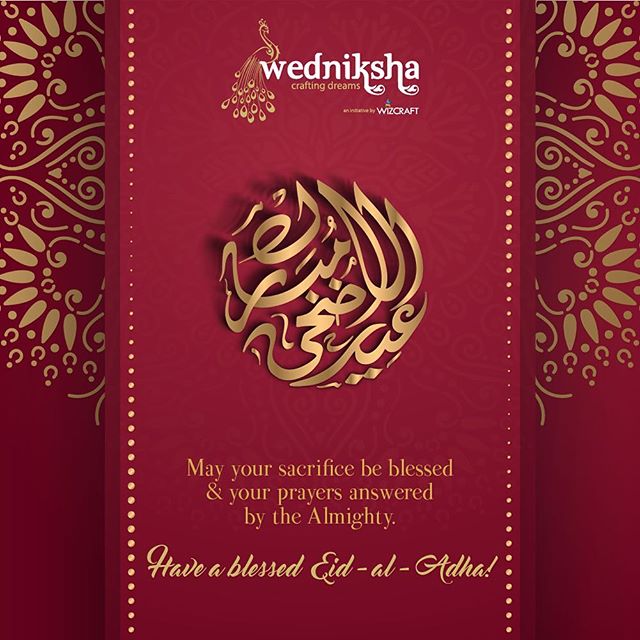 wedniksha
crafting dreams
an initiative by WIZCRAFT
عيد الاضحى مبارك
May your sacrifice be blessed
& your prayers answered
by the Almighty.
Have a blessed Eid - al - Adha!